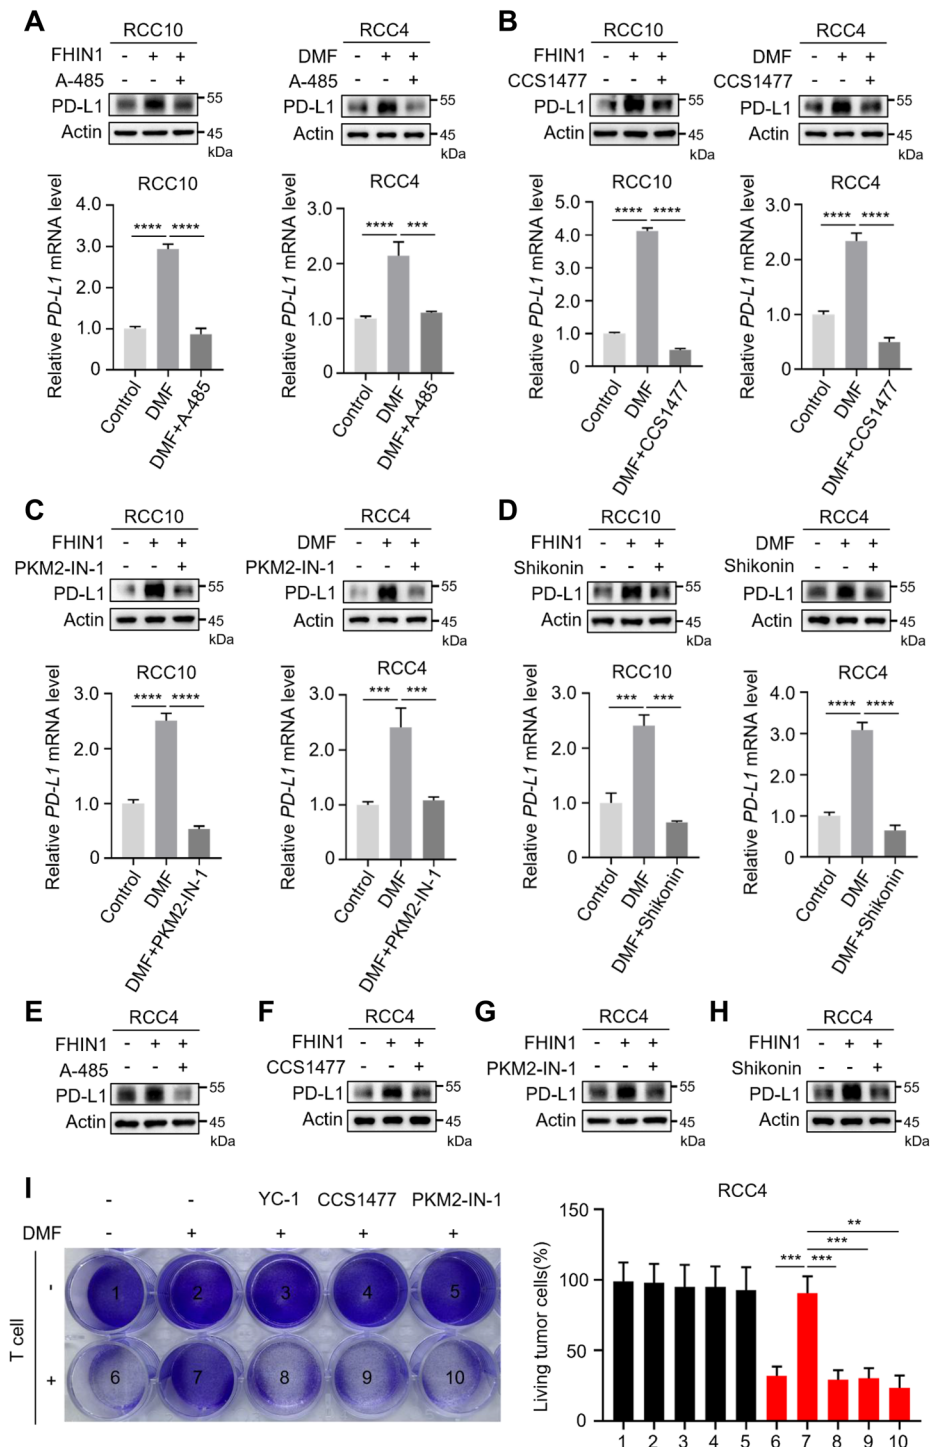 A
RCC10
FHIN1 - + +
A-485 +
PD-L1 55
Actin 45
kDa
RCC10
Relative PD-L1 mRNA level
4.0
3.0
2.0
1.0
0
**** ****
Control
DMF
DMF+A-485
RCC4
DMF - + +
A-485 +
PD-L1 55
Actin 45
kDa
RCC4
Relative PD-L1 mRNA level
3.0
2.0
1.0
0
**** ***
Control
DMF
DMF+A-485
B
RCC10
FHIN1 - + +
CCS1477 +
PD-L1 55
Actin 45
kDa
RCC10
Relative PD-L1 mRNA level
5.0
4.0
3.0
2.0
1.0
0
**** ****
Control
DMF
DMF+CCS1477
RCC4
DMF - + +
CCS1477 +
PD-L1 55
Actin 45
kDa
RCC4
Relative PD-L1 mRNA level
3.0
2.0
1.0
0
**** ****
Control
DMF
DMF+CCS1477
C
RCC10
FHIN1 - + +
PKM2-IN-1 - +
PD-L1 55
Actin 45
kDa
RCC10
Relative PD-L1 mRNA level
3.0
2.0
1.0
0
**** ****
Control
DMF
DMF+PKM2-IN-1
RCC4
DMF - + +
PKM2-IN-1 - +
PD-L1 55
Actin 45
kDa
RCC4
Relative PD-L1 mRNA level
3.0
2.0
1.0
0
*** ***
Control
DMF
DMF+PKM2-IN-1
D
RCC10
FHIN1 - + +
Shikonin - - +
PD-L1 55
Actin 45
kDa
RCC10
Relative PD-L1 mRNA level
3.0
2.0
1.0
0
*** ***
Control
DMF
DMF+Shikonin
RCC4
DMF - + +
Shikonin - - +
PD-L1 55
Actin 45
kDa
RCC4
Relative PD-L1 mRNA level
4.0
3.0
2.0
1.0
0
**** ****
Control
DMF
DMF+Shikonin
E
RCC4
FHIN1 - + +
A-485 - - +
PD-L1 55
Actin 45
kDa
F
RCC4
FHIN1 - + +
CCS1477 - - +
PD-L1 55
Actin 45
kDa
G
RCC4
FHIN1 - + +
PKM2-IN-1 - - +
PD-L1 55
Actin 45
kDa
H
RCC4
FHIN1 - + +
Shikonin - - +
PD-L1 55
Actin 45
kDa
I
- - YC-1 CCS1477 PKM2-IN-1
DMF - + + + +
T cell
-
1 2 3 4 5
+
6 7 8 9 10
RCC4
Living tumor cells(%)
150
100
50
0
**
***
*** ***
1 2 3 4 5 6 7 8 9 10